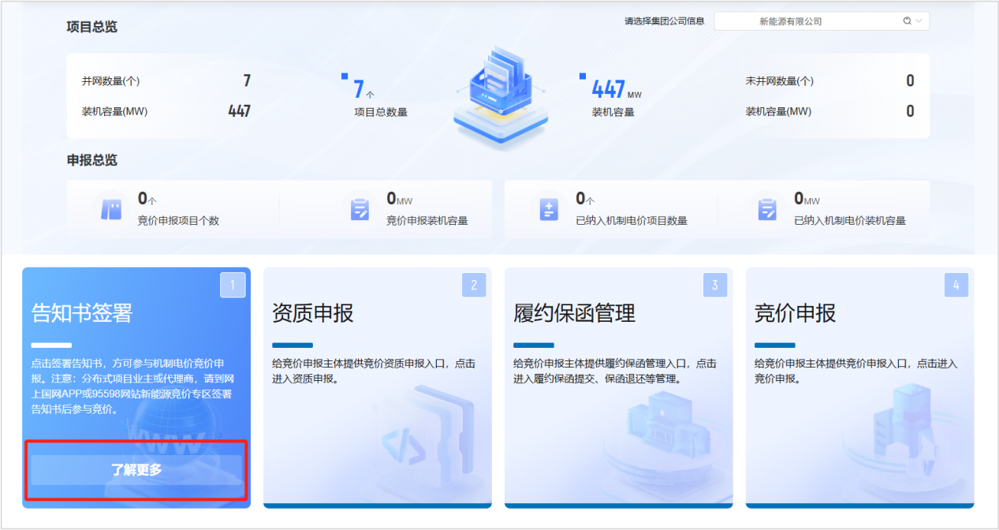 项目总览
请选择集团公司信息
新能源有限公司
并网数量(个) 7
装机容量(MW) 447
7个
项目总数量
447 MW
装机容量
未并网数量(个) 0
装机容量(MW) 0
申报总览
0个
竞价申报项目个数
0MW
竞价申报装机容量
0个
已纳入机制电价项目数量
0MW
已纳入机制电价装机容量
1
告知书签署
点击签署告知书，方可参与机制电价竞价申
报。注意：分布式项目业主或代理商，请到网
上国网APP或95598网站新能源竞价专区签署
告知书后参与竞价。
WWW
了解更多
2
资质申报
给竞价申报主体提供竞价资质申报入口，点击
进入资质申报。
3
履约保函管理
给竞价申报主体提供履约保函管理入口，点击
进入履约保函提交、保函退还等管理。
4
竞价申报
给竞价申报主体提供竞价申报入口，点击进入
竞价申报。